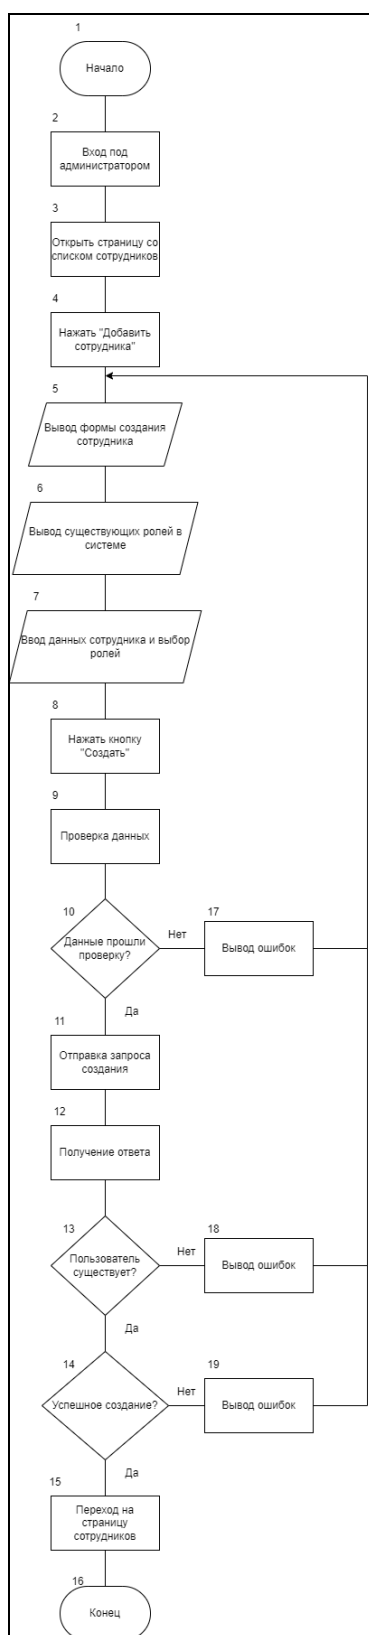 1
Начало
2
Вход под
администратором
3
Открыть страницу со
списком сотрудников
4
Нажать "Добавить
сотрудника"
5
Вывод формы создания
сотрудника
6
Вывод существующих ролей в
системе
7
Ввод данных сотрудника и выбор
ролей
8
Нажать кнопку
"Создать"
9
Проверка данных
10
Данные прошли
проверку?
Нет
17
Вывод ошибок
Да
11
Отправка запроса
создания
12
Получение ответа
13
Пользователь
существует?
Нет
18
Вывод ошибок
Да
14
Успешное создание?
Нет
19
Вывод ошибок
Да
15
Переход на
страницу
сотрудников
16
Конец